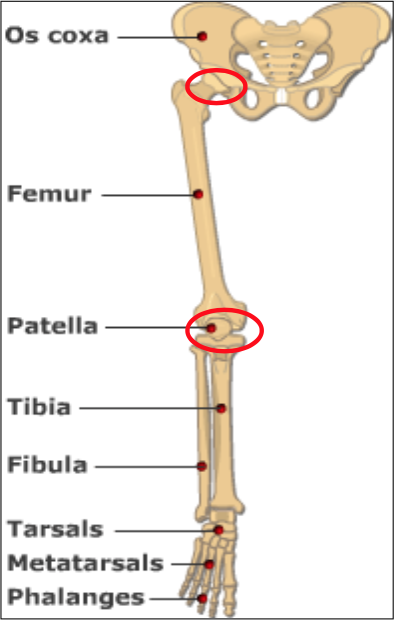 Os coxa
Femur
Patella
Tibia
Fibula
Tarsals
Metatarsals
Phalanges